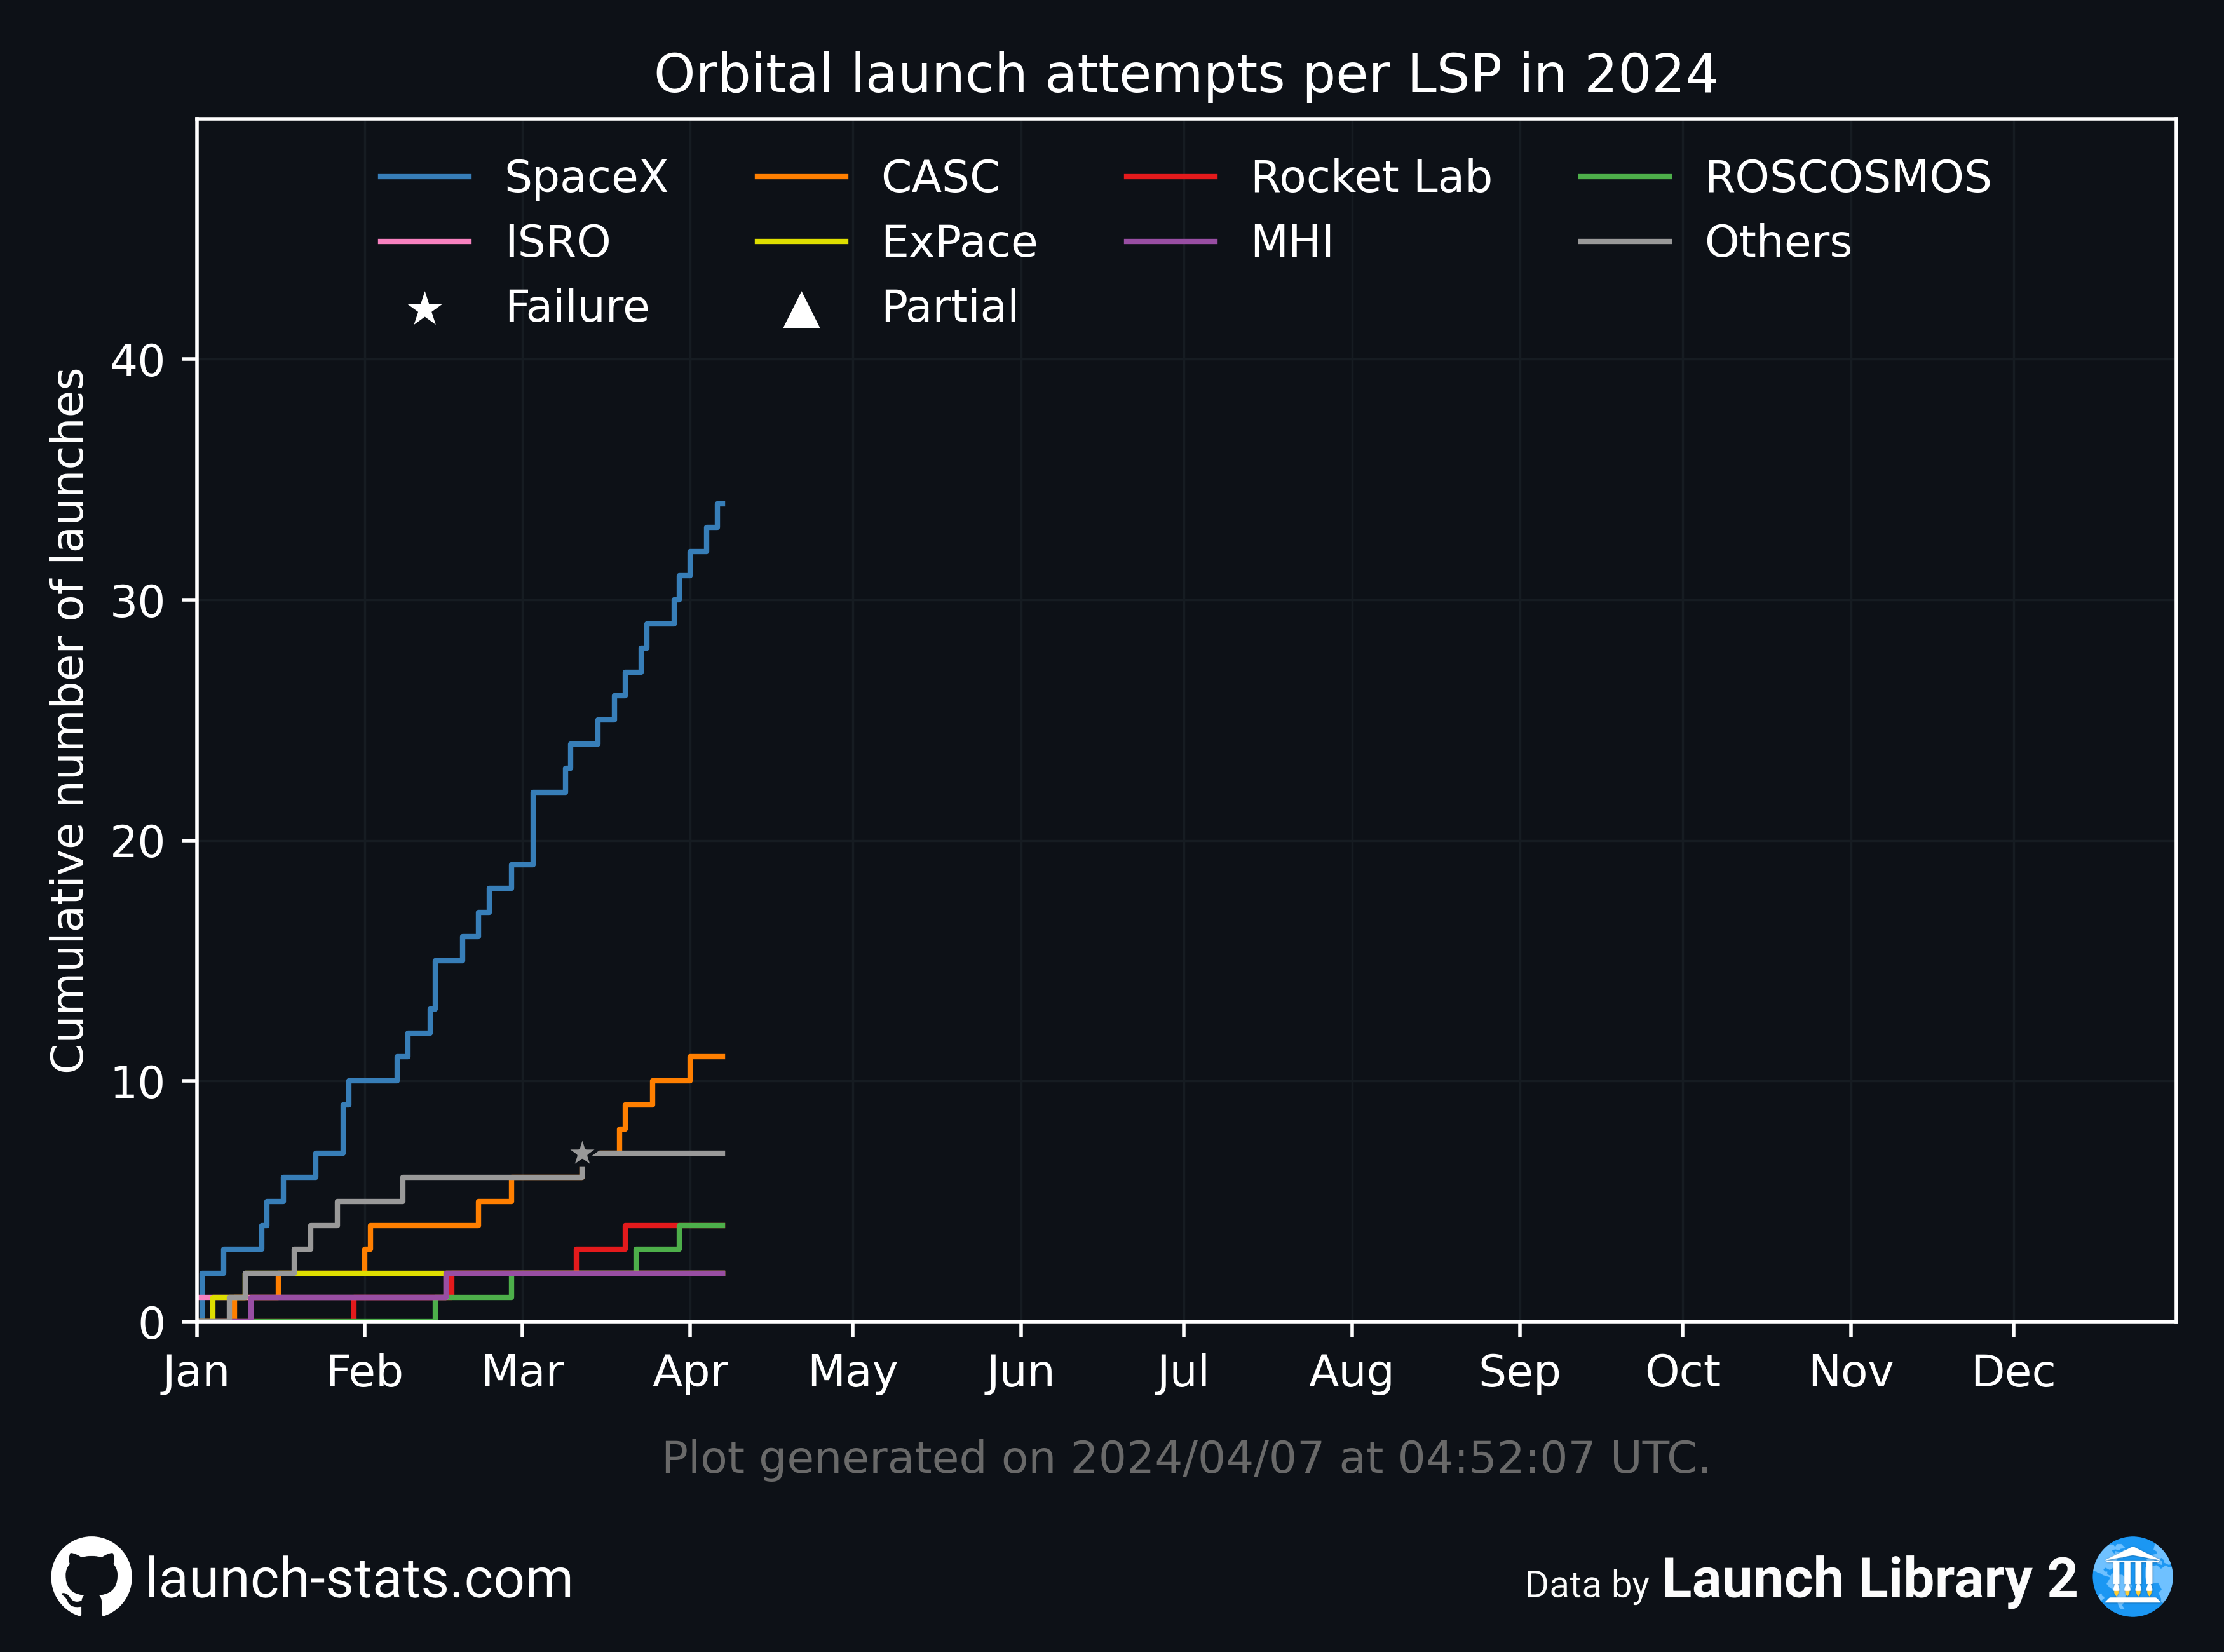 Orbital launch attempts per LSP in 2024
SpaceX CASC Rocket Lab ROSCOSMOS
ISRO ExPace MHI Others
Failure Partial
Cumulative number of launches
40
30
20
10
0
Jan Feb Mar Apr May Jun Jul Aug Sep Oct Nov Dec
Plot generated on 2024/04/07 at 04:52:07 UTC.
launch-stats.com
Data by Launch Library 2